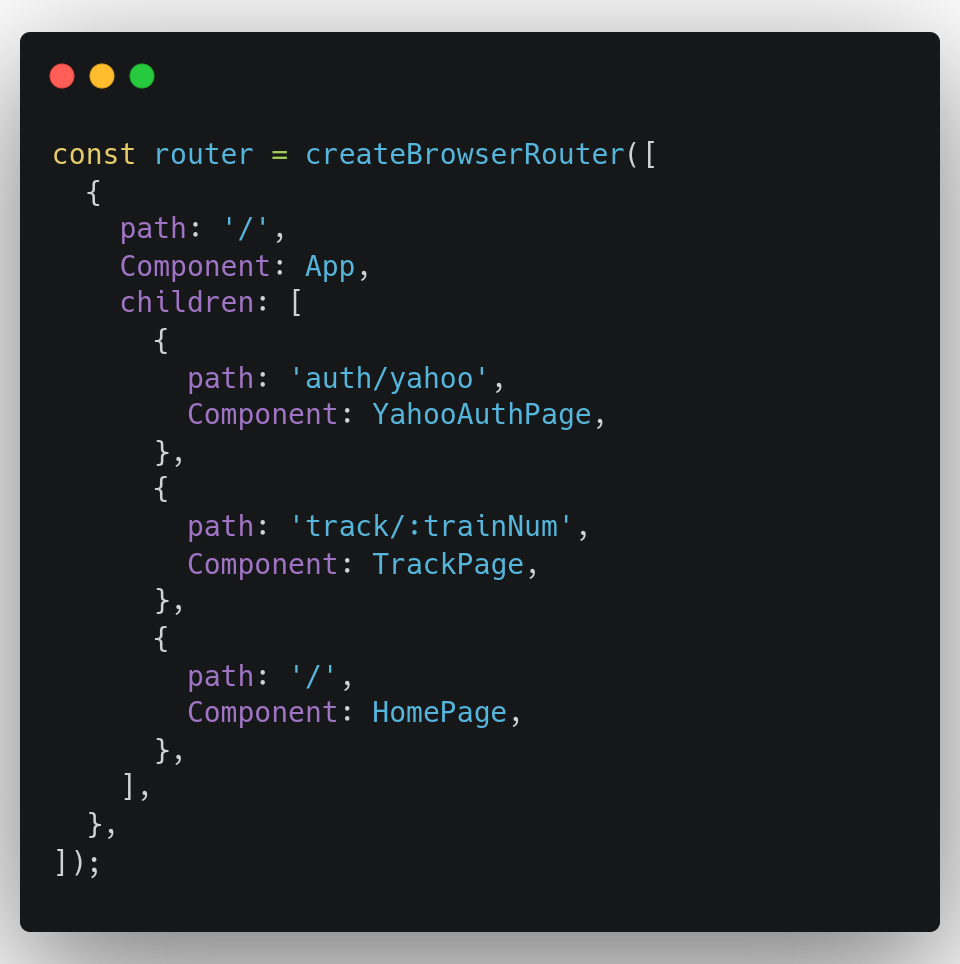 const router = createBrowserRouter([
  {
    path: '/',
    Component: App,
    children: [
      {
        path: 'auth/yahoo',
        Component: YahooAuthPage,
      },
      {
        path: 'track/:trainNum',
        Component: TrackPage,
      },
      {
        path: '/',
        Component: HomePage,
      },
    ],
  },
]);